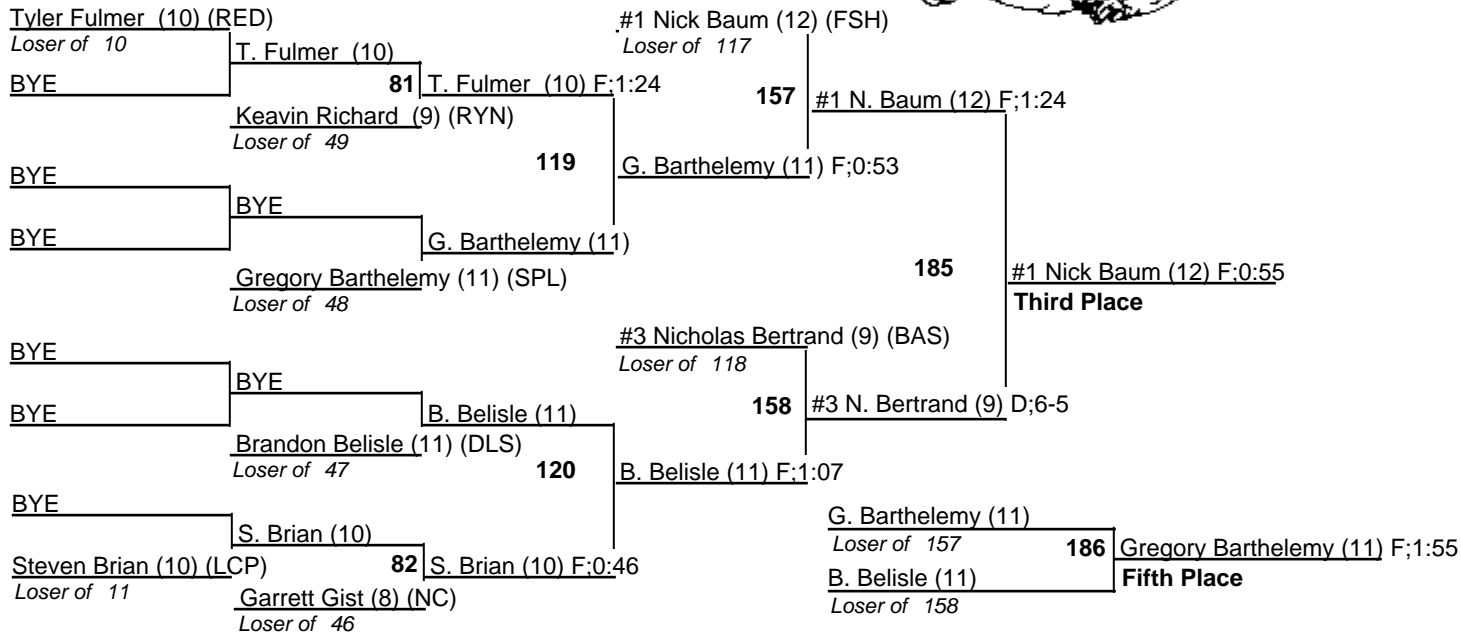 Tyler Fulmer (10) (RED)
Loser of 10
T. Fulmer (10)
BYE
81
T. Fulmer (10) F;1:24
Keavin Richard (9) (RYN)
Loser of 49
119
BYE
BYE
BYE
G. Barthelemy (11)
Gregory Barthelemy (11) (SPL)
Loser of 48
BYE
BYE
BYE
B. Belisle (11)
Brandon Belisle (11) (DLS)
Loser of 47
120
BYE
S. Brian (10)
Steven Brian (10) (LCP)
Loser of 11
82
S. Brian (10) F;0:46
Garrett Gist (8) (NC)
Loser of 46
#1 Nick Baum (12) (FSH)
Loser of 117
157
#1 N. Baum (12) F;1:24
G. Barthelemy (11) F;0:53
185
#1 Nick Baum (12) F;0:55
Third Place
#3 Nicholas Bertrand (9) (BAS)
Loser of 118
158
#3 N. Bertrand (9) D;6-5
B. Belisle (11) F;1:07
G. Barthelemy (11)
Loser of 157
186
Gregory Barthelemy (11) F;1:55
Fifth Place
B. Belisle (11)
Loser of 158